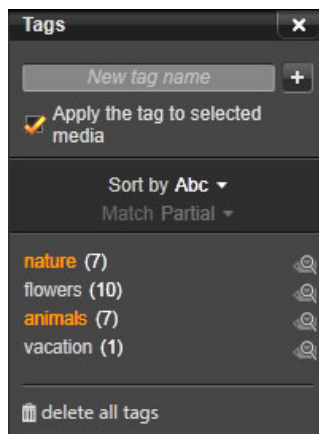 Tags
New tag name
Apply the tag to selected
media
Sort by Abc
Match Partial
nature (7)
flowers (10)
animals (7)
vacation (1)
delete all tags